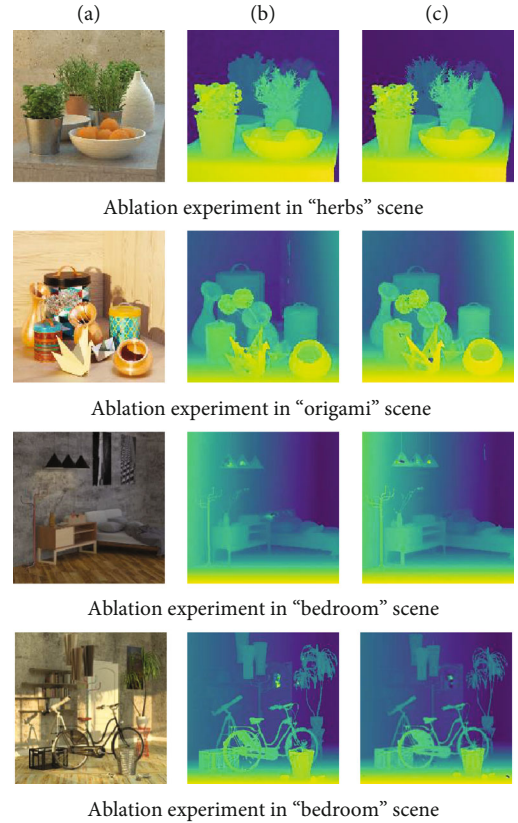 (a) (b) (c)
Ablation experiment in “herbs” scene
Ablation experiment in “origami” scene
Ablation experiment in “bedroom” scene
Ablation experiment in “bedroom” scene